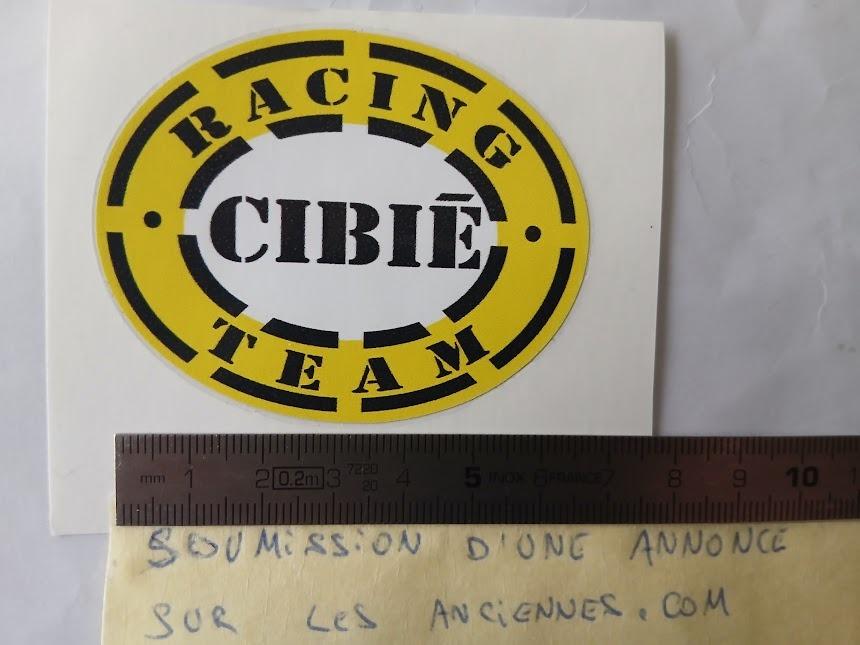 RACING
CIBIÉ
TEAM
mm 1 2 0.2m 3 7220 4 5 INOX FRANCE 7 8 9 10
20
SOUMISSION D'UNE ANNONCE
SUR LES ANCIENNES.COM